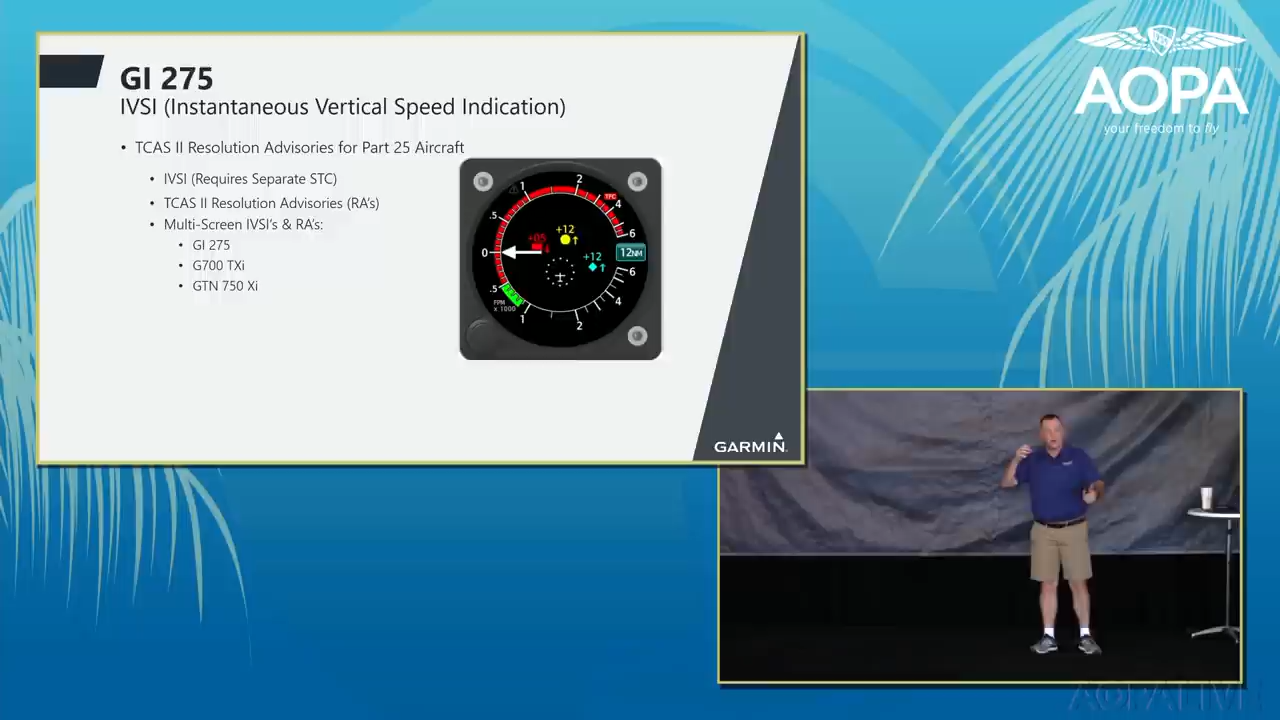 GI 275
IVSI (Instantaneous Vertical Speed Indication)
• TCAS II Resolution Advisories for Part 25 Aircraft
• IVSI (Requires Separate STC)
• TCAS II Resolution Advisories (RA's)
• Multi-Screen IVSI's & RA's:
• GI 275
• G700 TXi
• GTN 750 Xi
1
2
TFC
4
.5
+12
6
+05
0
12NM
+12
6
.5
4
FPM
x 1000
1
2
GARMIN
AOPA
your freedom to fly
AOPA LIVE